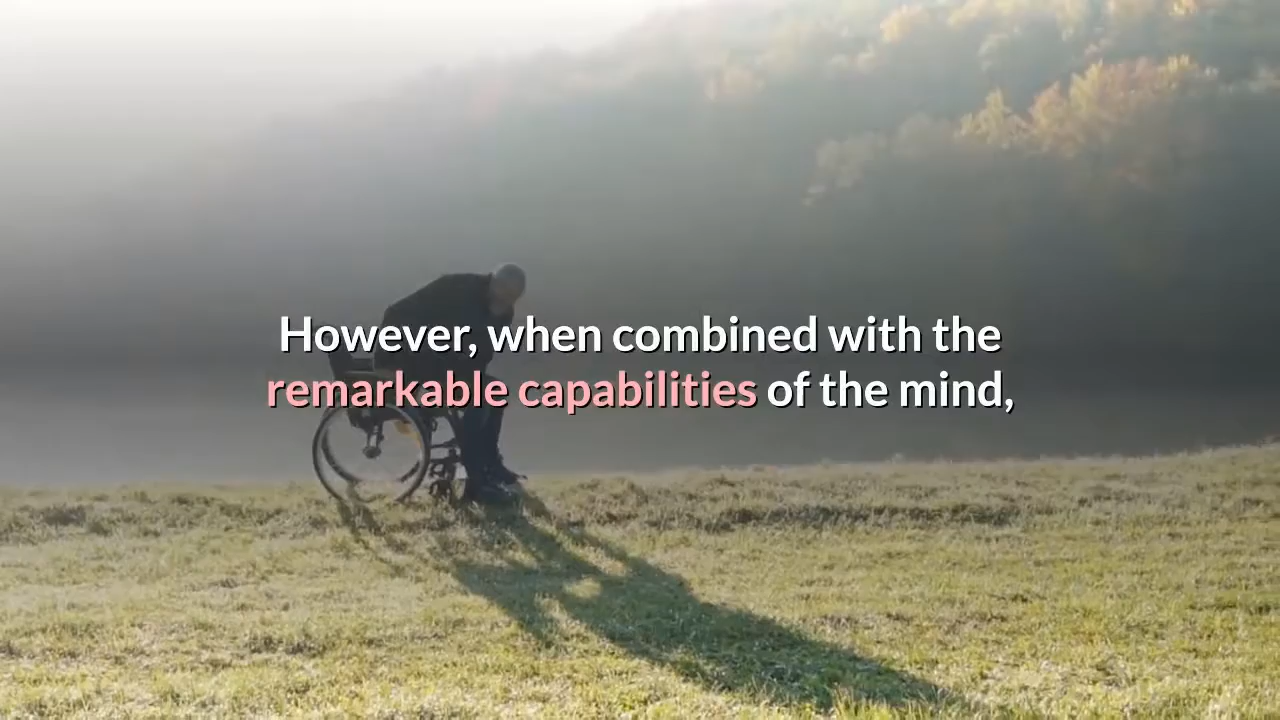 However, when combined with the
remarkable capabilities of the mind,